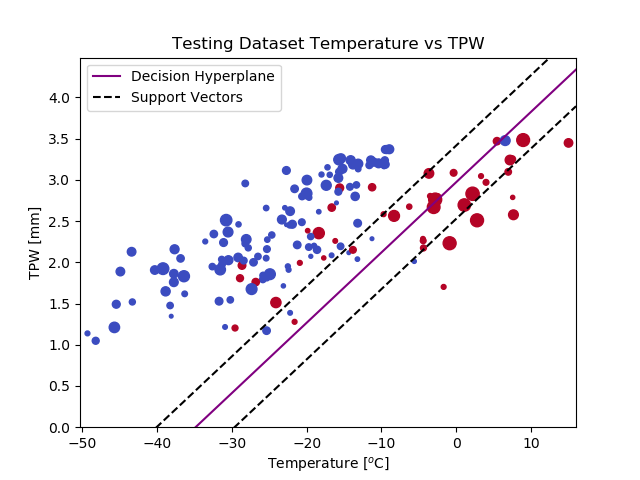 Testing Dataset Temperature vs TPW
Decision Hyperplane
Support Vectors
TPW [mm]
4.0
3.5
3.0
2.5
2.0
1.5
1.0
0.5
0.0
−50 −40 −30 −20 −10 0 10
Temperature [°C]